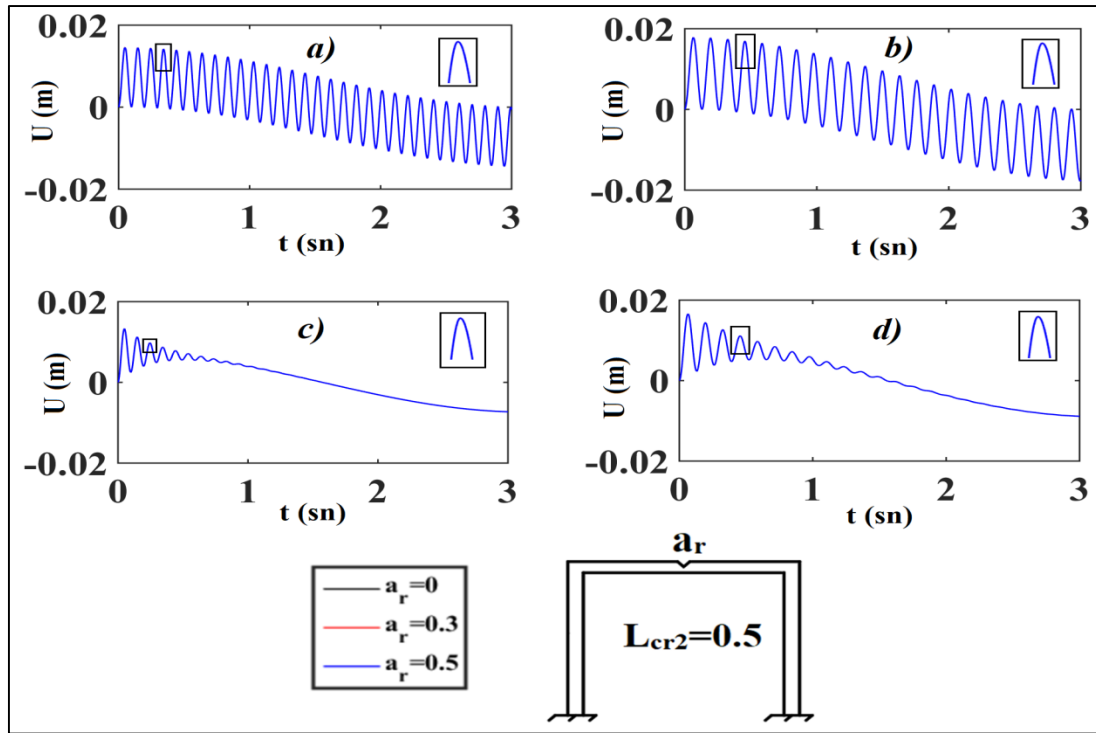 a)
0.02
0
-0.02
U (m)
0 1 2 3
t (sn)
b)
0.02
0
-0.02
U (m)
0 1 2 3
t (sn)
c)
0.02
0
-0.02
U (m)
0 1 2 3
t (sn)
d)
0.02
0
-0.02
U (m)
0 1 2 3
t (sn)
a_r=0
a_r=0.3
a_r=0.5
a_r
L_cr2=0.5